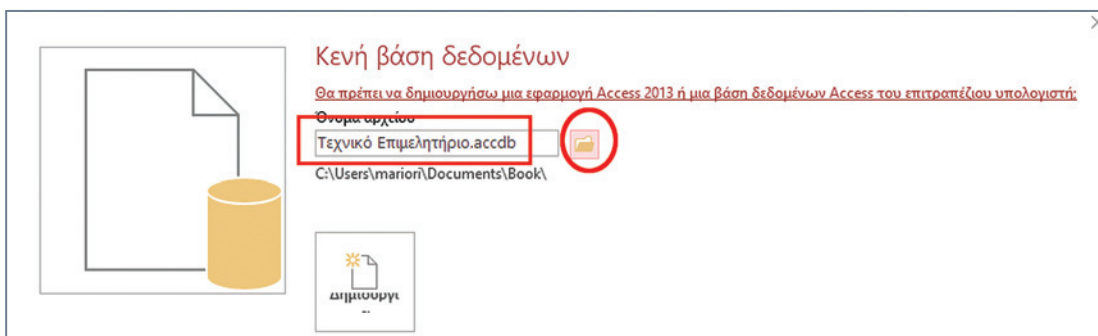 Κενή βάση δεδομένων
Θα πρέπει να δημιουργήσω μια εφαρμογή Access 2013 ή μια βάση δεδομένων Access του επιτραπέζιου υπολογιστή;
Όνομα αρχείου
Τεχνικό Επιμελητήριο.accdb
C:\Users\mariori\Documents\Book\
Δημιουργί
..